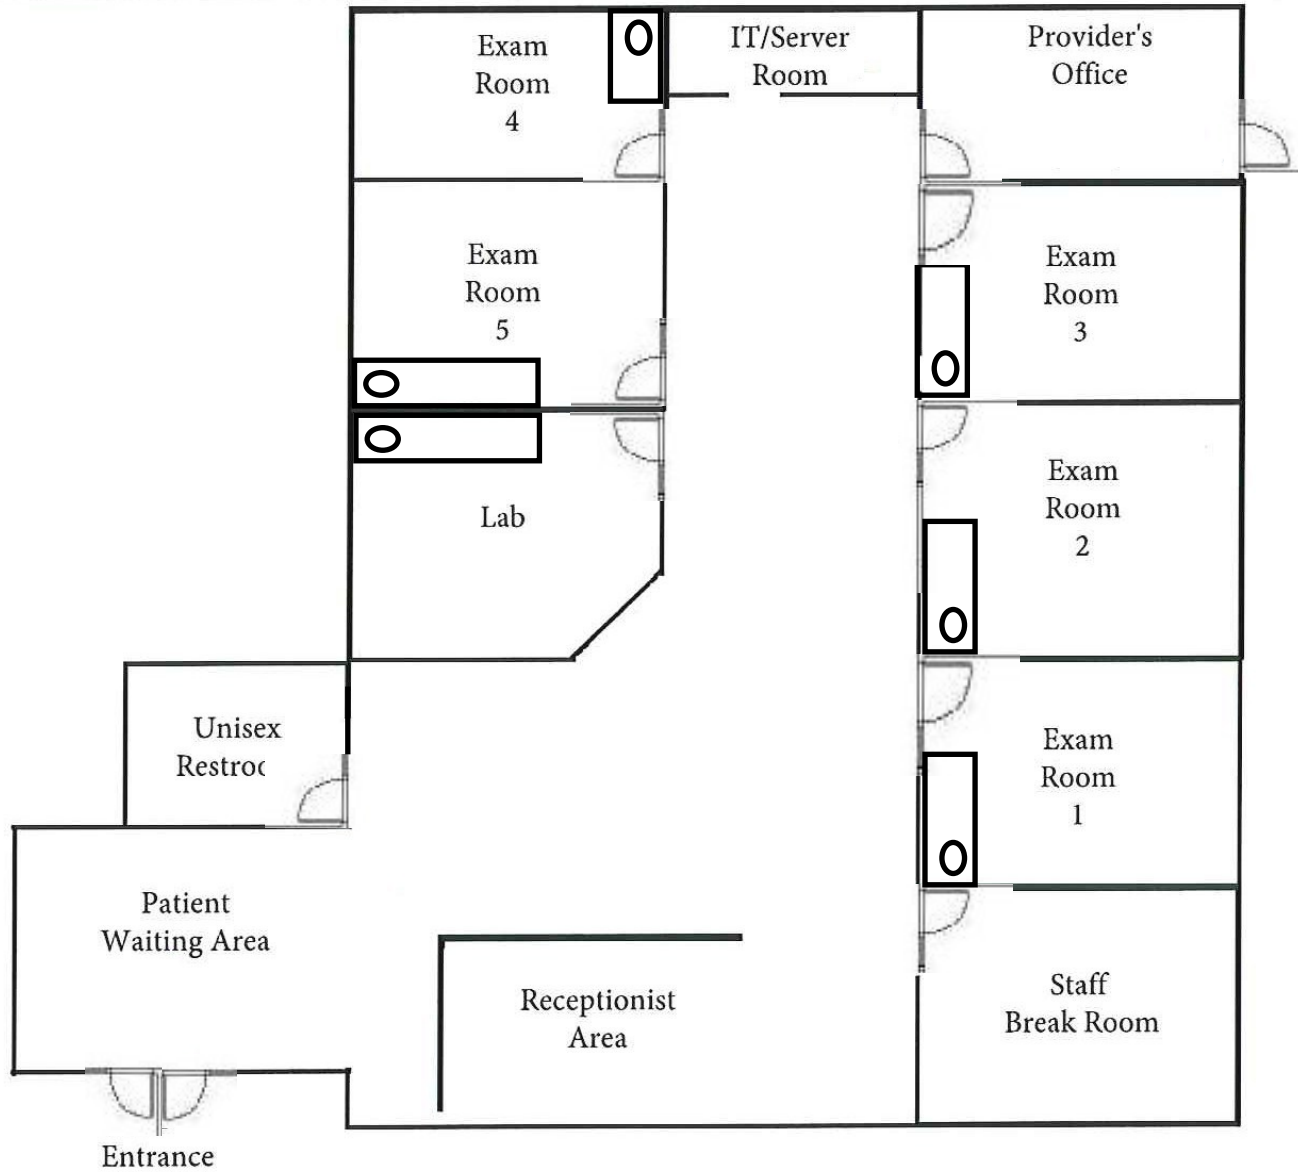 Exam
Room
4
IT/Server
Room
Provider's
Office
Exam
Room
5
Exam
Room
3
Lab
Exam
Room
2
Unisex
Restroo
Exam
Room
1
Patient
Waiting Area
Receptionist
Area
Staff
Break Room
Entrance